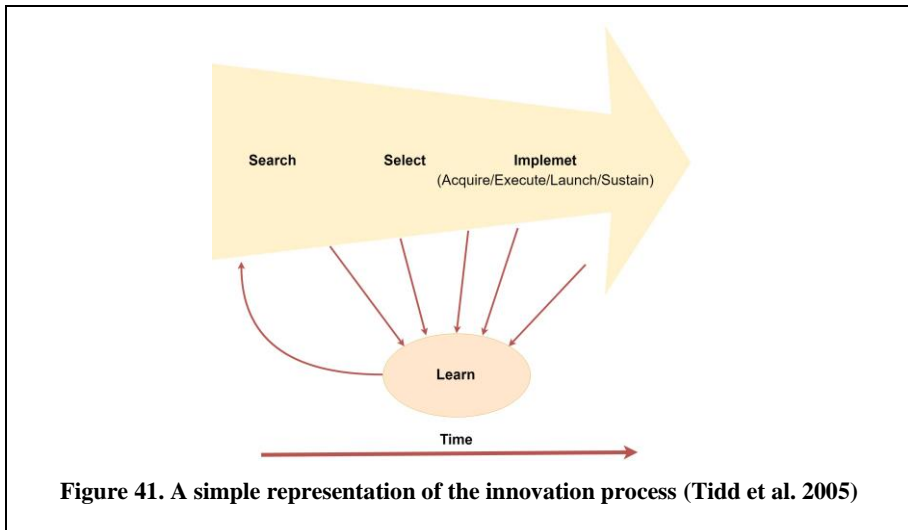 Search
Select
Implemet
(Acquire/Execute/Launch/Sustain)
Learn
Time
Figure 41. A simple representation of the innovation process (Tidd et al. 2005)